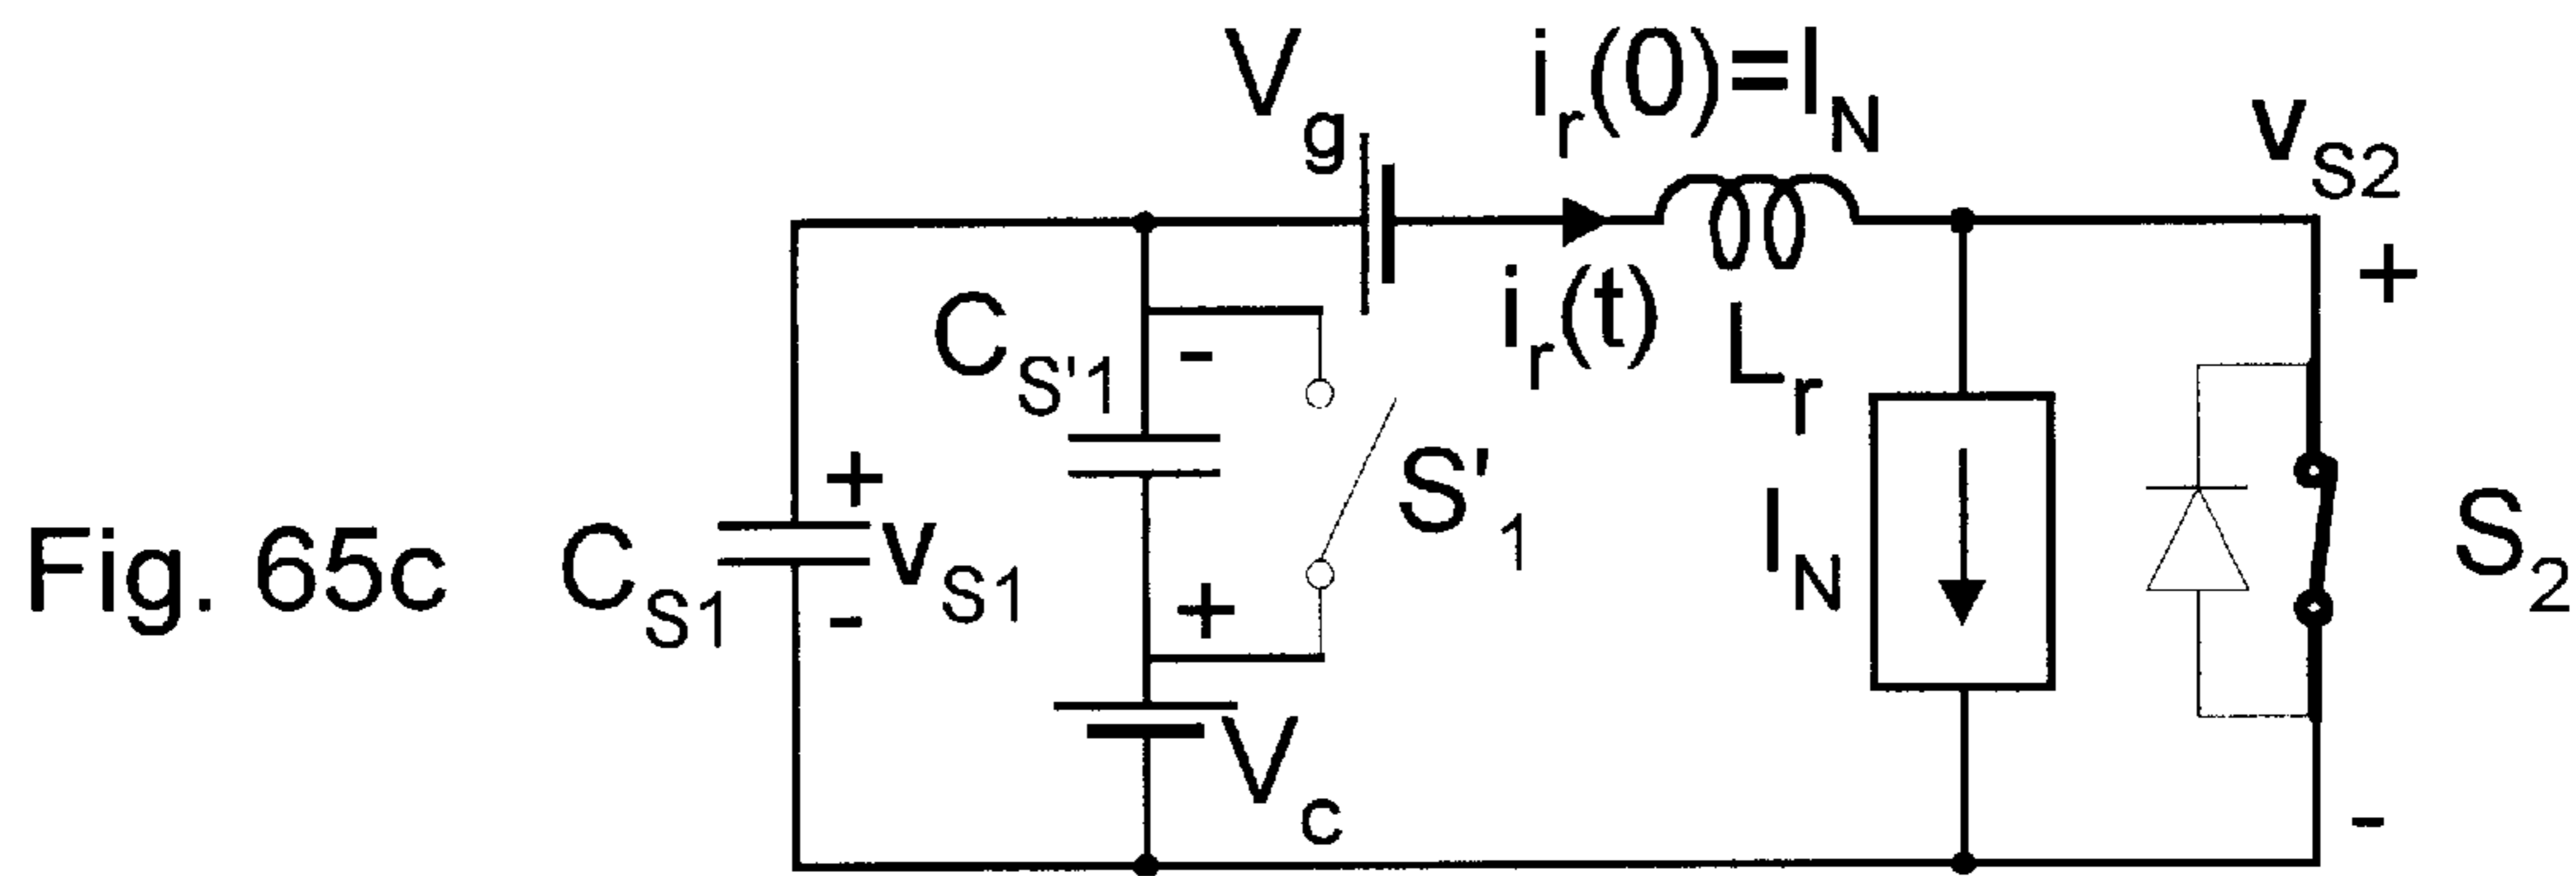 V_g
i_r(0)=I_N
v_S2
+
i_r(t)
L_r
C_S'1
-
S'_1
+
v_S1
-
Fig. 65c
C_S1
+
V_c
I_N
S_2
-